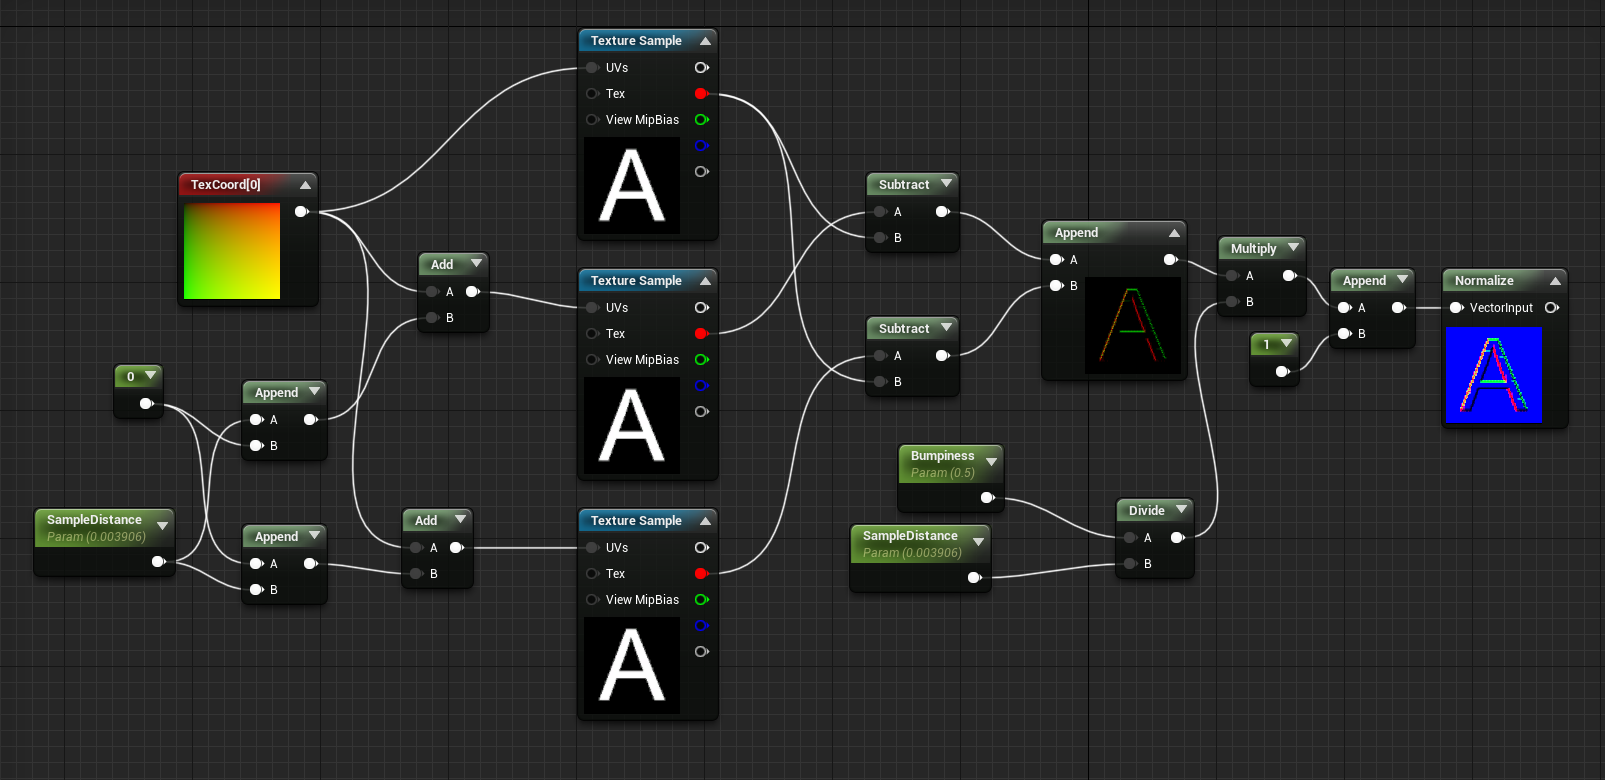 Texture Sample
UVs
Tex
View MipBias
A
TexCoord[0]
Add
A
B
Texture Sample
UVs
Tex
View MipBias
A
0
Append
A
B
SampleDistance
Param (0.003906)
Append
A
B
Add
A
B
Texture Sample
UVs
Tex
View MipBias
A
Subtract
A
B
Subtract
A
B
Append
A
B
A
Multiply
A
B
Bumpiness
Param (0.5)
SampleDistance
Param (0.003906)
Divide
A
B
1
Append
A
B
Normalize
VectorInput
A